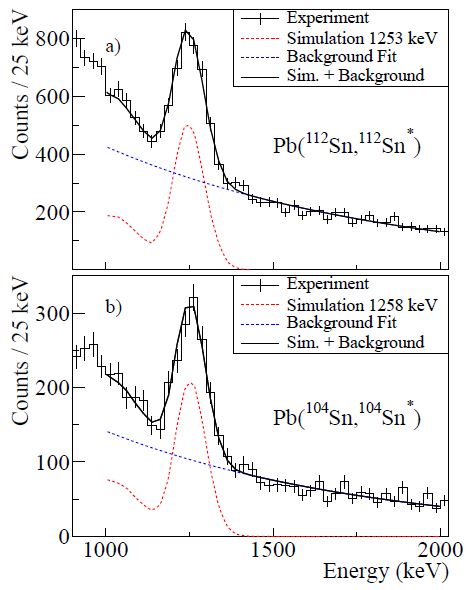 Counts / 25 keV
800
600
400
200
a)
Experiment
Simulation 1253 keV
Background Fit
Sim. + Background
Pb(¹¹²Sn,¹¹²Sn*)
Counts / 25 keV
300
200
100
0
b)
Experiment
Simulation 1258 keV
Background Fit
Sim. + Background
Pb(¹⁰⁴Sn,¹⁰⁴Sn*)
1000
1500
2000
Energy (keV)